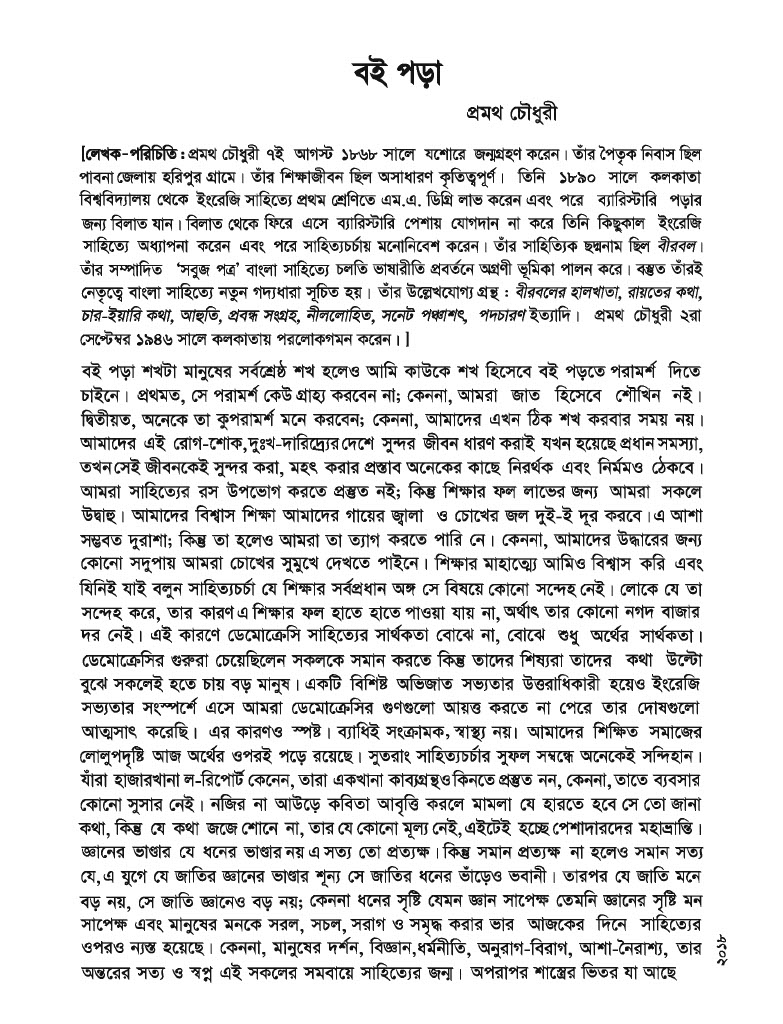 বই পড়া
প্রমথ চৌধুরী
[লেখক-পরিচিতি : প্রমথ চৌধুরী ৭ই আগস্ট ১৮৬৮ সালে যশোরে জন্মগ্রহণ করেন। তাঁর পৈতৃক নিবাস ছিল
পাবনা জেলায় হরিপুর গ্রামে। তাঁর শিক্ষাজীবন ছিল অসাধারণ কৃতিত্বপূর্ণ। তিনি ১৮৯০ সালে কলকাতা
বিশ্ববিদ্যালয় থেকে ইংরেজি সাহিত্যে প্রথম শ্রেণিতে এম.এ. ডিগ্রি লাভ করেন এবং পরে ব্যারিস্টারি পড়ার
জন্য বিলাত যান। বিলাত থেকে ফিরে এসে ব্যারিস্টারি পেশায় যোগদান না করে তিনি কিছুকাল ইংরেজি
সাহিত্যে অধ্যাপনা করেন এবং পরে সাহিত্যচর্চায় মনোনিবেশ করেন। তাঁর সাহিত্যিক ছদ্মনাম ছিল বীরবল।
তাঁর সম্পাদিত ‘সবুজ পত্র’ বাংলা সাহিত্যে চলতি ভাষারীতি প্রবর্তনে অগ্রণী ভূমিকা পালন করে। বস্তুত তাঁরই
নেতৃত্বে বাংলা সাহিত্যে নতুন গদ্যধারা সূচিত হয়। তাঁর উল্লেখযোগ্য গ্রন্থ : বীরবলের হালখাতা, রায়তের কথা,
চার-ইয়ারি কথা, আহুতি, প্রবন্ধ সংগ্রহ, নীললোহিত, সনেট পঞ্চাশৎ, পদচারণ ইত্যাদি। প্রমথ চৌধুরী ২রা
সেপ্টেম্বর ১৯৪৬ সালে কলকাতায় পরলোকগমন করেন। ]
বই পড়া শখটা মানুষের সর্বশ্রেষ্ঠ শখ হলেও আমি কাউকে শখ হিসেবে বই পড়তে পরামর্শ দিতে
চাইনে। প্রথমত, সে পরামর্শ কেউ গ্রাহ্য করবেন না; কেননা, আমরা জাত হিসেবে শৌখিন নই।
দ্বিতীয়ত, অনেকে তা কুপরামর্শ মনে করবেন; কেননা, আমাদের এখন ঠিক শখ করবার সময় নয়।
আমাদের এই রোগ-শোক,দুঃখ-দারিদ্র্যের দেশে সুন্দর জীবন ধারণ করাই যখন হয়েছে প্রধান সমস্যা,
তখন সেই জীবনকেই সুন্দর করা, মহৎ করার প্রস্তাব অনেকের কাছে নিরর্থক এবং নির্মমও ঠেকবে।
আমরা সাহিত্যের রস উপভোগ করতে প্রস্তুত নই; কিন্তু শিক্ষার ফল লাভের জন্য আমরা সকলে
উদ্বাহু। আমাদের বিশ্বাস শিক্ষা আমাদের গায়ের জ্বালা ও চোখের জল দুই-ই দূর করবে। এ আশা
সম্ভবত দুরাশা; কিন্তু তা হলেও আমরা তা ত্যাগ করতে পারি নে। কেননা, আমাদের উদ্ধারের জন্য
কোনো সদুপায় আমরা চোখের সুমুখে দেখতে পাইনে। শিক্ষার মাহাত্ম্যে আমিও বিশ্বাস করি এবং
যিনিই যাই বলুন সাহিত্যচর্চা যে শিক্ষার সর্বপ্রধান অঙ্গ সে বিষয়ে কোনো সন্দেহ নেই। লোকে যে তা
সন্দেহ করে, তার কারণ এ শিক্ষার ফল হাতে হাতে পাওয়া যায় না, অর্থাৎ তার কোনো নগদ বাজার
দর নেই। এই কারণে ডেমোক্রেসি সাহিত্যের সার্থকতা বোঝে না, বোঝে শুধু অর্থের সার্থকতা।
ডেমোক্রেসির গুরুরা চেয়েছিলেন সকলকে সমান করতে কিন্তু তাদের শিষ্যরা তাদের কথা উল্টো
বুঝে সকলেই হতে চায় বড় মানুষ। একটি বিশিষ্ট অভিজাত সভ্যতার উত্তরাধিকারী হয়েও ইংরেজি
সভ্যতার সংস্পর্শে এসে আমরা ডেমোক্রেসির গুণগুলো আয়ত্ত করতে না পেরে তার দোষগুলো
আত্মসাৎ করেছি। এর কারণও স্পষ্ট। ব্যাধিই সংক্রামক, স্বাস্থ্য নয়। আমাদের শিক্ষিত সমাজের
লোলুপদৃষ্টি আজ অর্থের ওপরই পড়ে রয়েছে। সুতরাং সাহিত্যচর্চার সুফল সম্বন্ধে অনেকেই সন্দিহান।
যাঁরা হাজারখানা ল-রিপোর্ট কেনেন, তারা একখানা কাব্যগ্রন্থও কিনতে প্রস্তুত নন, কেননা, তাতে ব্যবসার
কোনো সুসার নেই। নজির না আউড়ে কবিতা আবৃত্তি করলে মামলা যে হারতে হবে সে তো জানা
কথা, কিন্তু যে কথা জজে শোনে না, তার যে কোনো মূল্য নেই, এইটেই হচ্ছে পেশাদারদের মহাভ্রান্তি।
জ্ঞানের ভাণ্ডার যে ধনের ভাণ্ডার নয় এ সত্য তো প্রত্যক্ষ। কিন্তু সমান প্রত্যক্ষ না হলেও সমান সত্য
যে, এ যুগে যে জাতির জ্ঞানের ভাণ্ডার শূন্য সে জাতির ধনের ভাঁড়েও ভবানী। তারপর যে জাতি মনে
বড় নয়, সে জাতি জ্ঞানেও বড় নয়; কেননা ধনের সৃষ্টি যেমন জ্ঞান সাপেক্ষ তেমনি জ্ঞানের সৃষ্টি মন
সাপেক্ষ এবং মানুষের মনকে সরল, সচল, সরাগ ও সমৃদ্ধ করার ভার আজকের দিনে সাহিত্যের
ওপরও ন্যস্ত হয়েছে। কেননা, মানুষের দর্শন, বিজ্ঞান,ধর্মনীতি, অনুরাগ-বিরাগ, আশা-নৈরাশ্য, তার
অন্তরের সত্য ও স্বপ্ন এই সকলের সমবায়ে সাহিত্যের জন্ম। অপরাপর শাস্ত্রের ভিতর যা আছে
২০১৮